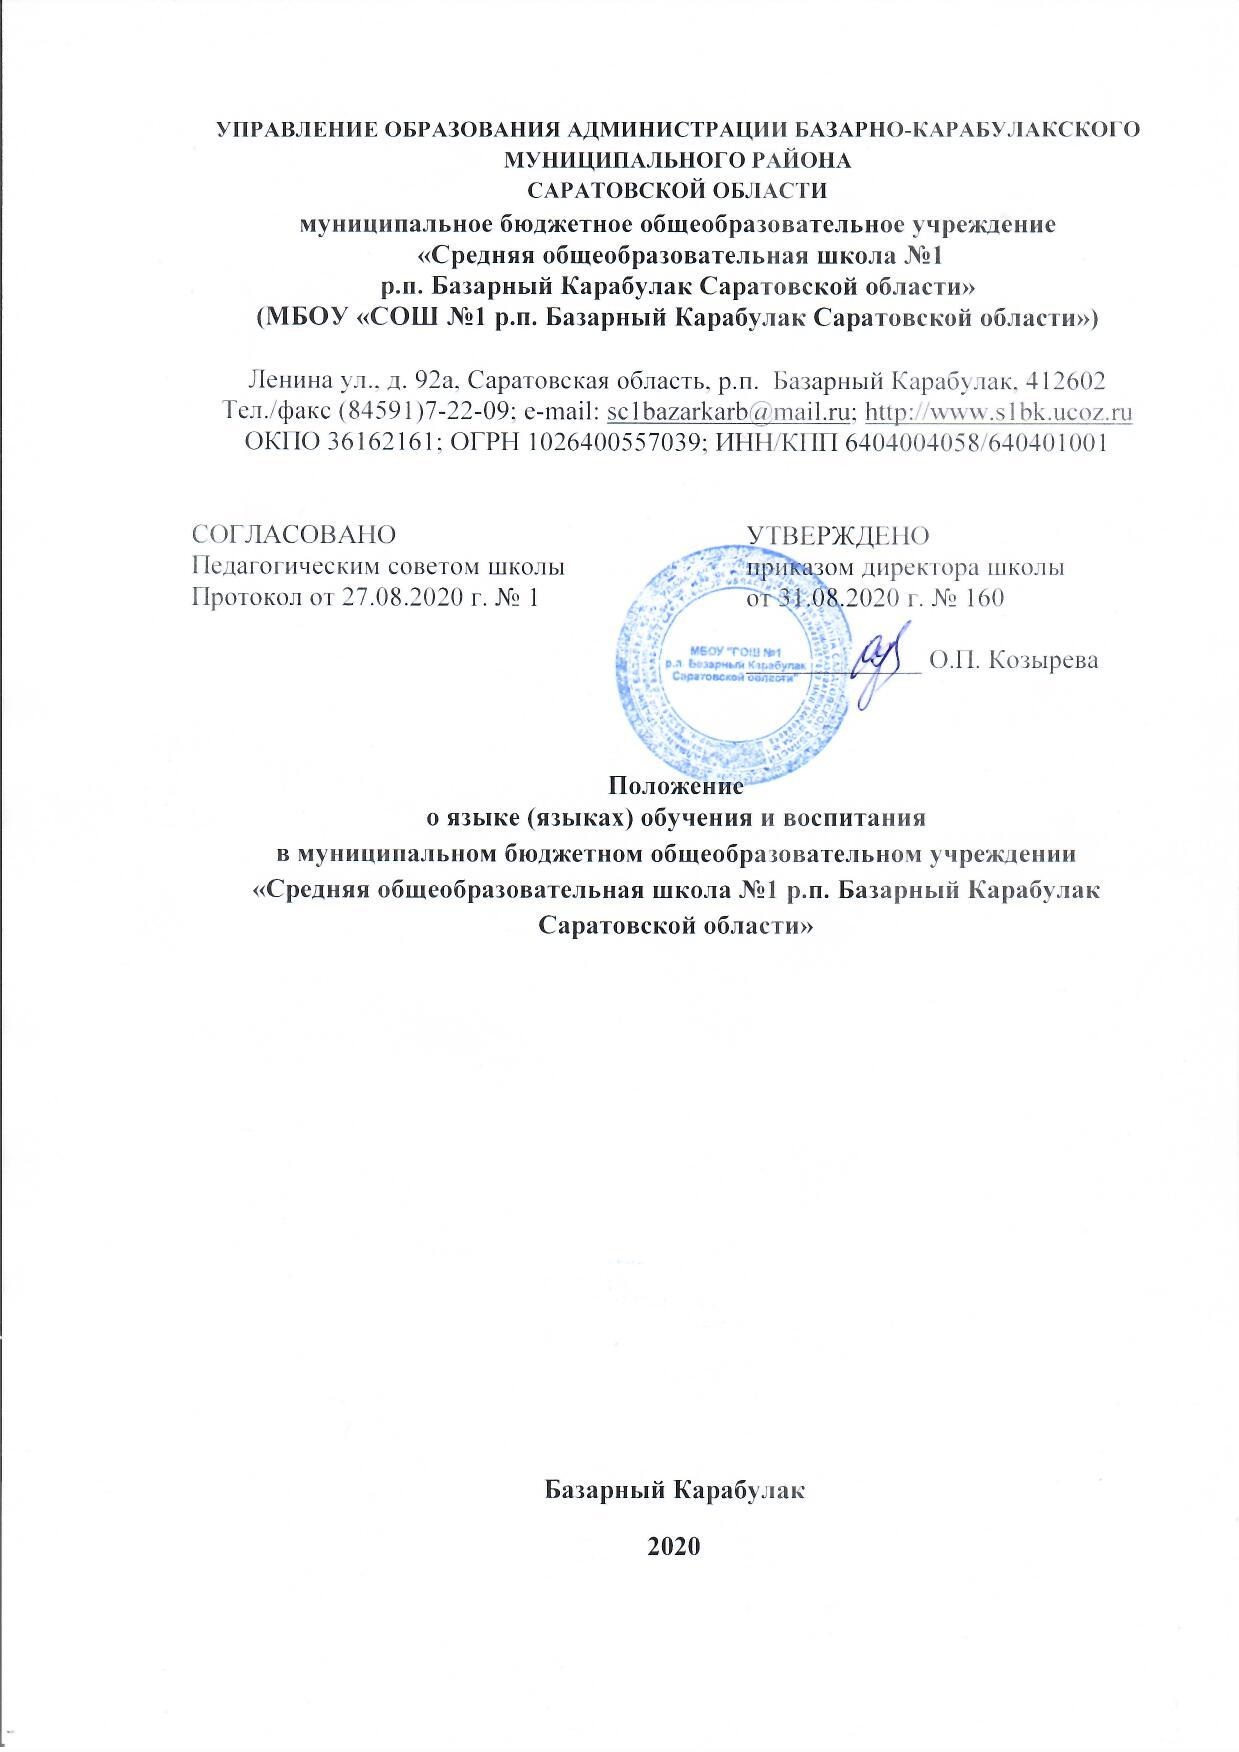 УПРАВЛЕНИЕ ОБРАЗОВАНИЯ АДМИНИСТРАЦИИ БАЗАРНО-КАРАБУЛАКСКОГО
МУНИЦИПАЛЬНОГО РАЙОНА
САРАТОВСКОЙ ОБЛАСТИ
муниципальное бюджетное общеобразовательное учреждение
«Средняя общеобразовательная школа №1
р.п. Базарный Карабулак Саратовской области»
(МБОУ «СОШ №1 р.п. Базарный Карабулак Саратовской области»)
Ленина ул., д. 92а, Саратовская область, р.п. Базарный Карабулак, 412602
Тел./факс (84591)7-22-09; e-mail: sc1bazarkarb@mail.ru; http://www.s1bk.ucoz.ru
ОКПО 36162161; ОГРН 1026400557039; ИНН/КПП 6404004058/640401001
СОГЛАСОВАНО
Педагогическим советом школы
Протокол от 27.08.2020 г. № 1
УТВЕРЖДЕНО
приказом директора школы
от 31.08.2020 г. № 160
О.П. Козырева
МБОУ "СОШ №1
р.п. Базарный Карабулак
Саратовской области"
Положение
о языке (языках) обучения и воспитания
в муниципальном бюджетном общеобразовательном учреждении
«Средняя общеобразовательная школа №1 р.п. Базарный Карабулак
Саратовской области»
Базарный Карабулак
2020